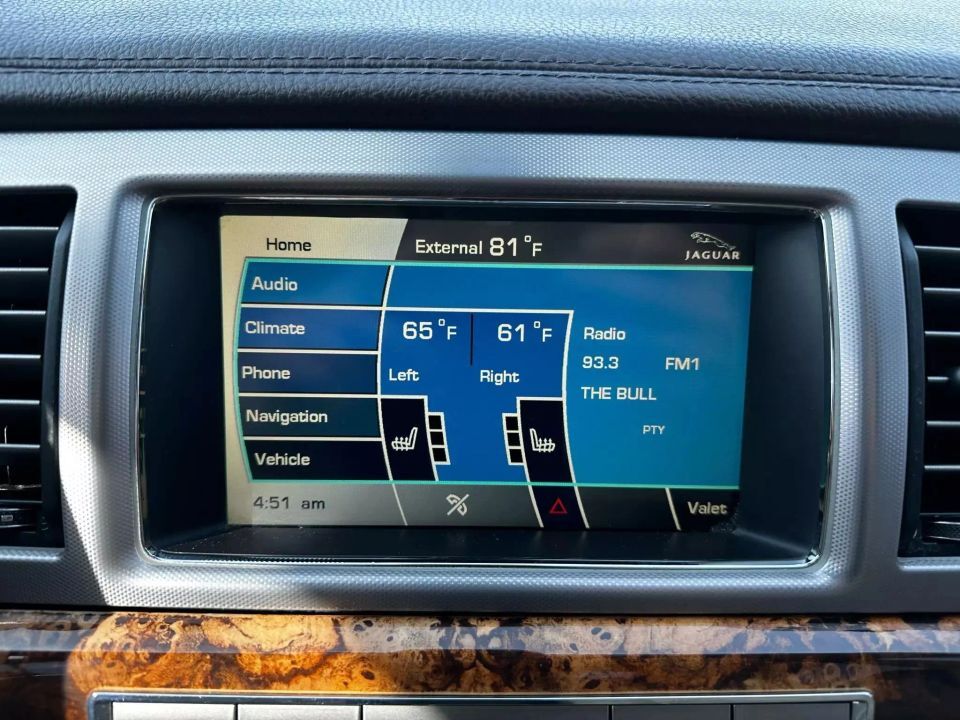 Home
External 81°F
JAGUAR
Audio
Climate
Phone
Navigation
Vehicle
65°F
61°F
Left
Right
Radio
93.3 FM1
THE BULL
PTY
4:51 am
Valet